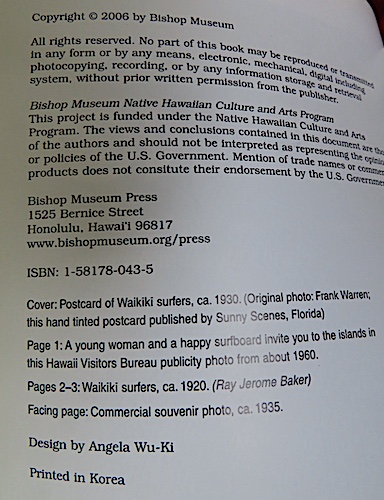 Copyright © 2006 by Bishop Museum
All rights reserved. No part of this book may be reproduced or transmitted
in any form or by any means, electronic, mechanical, digital including
photocopying, recording, or by any information storage and retrieval
system, without prior written permission from the publisher.
Bishop Museum Native Hawaiian Culture and Arts Program
This project is funded under the Native Hawaiian Culture and Arts
Program. The views and conclusions contained in this document are
of the authors and should not be interpreted as representing the
or policies of the U.S. Government. Mention of trade names or
products does not consitute their endorsement by the U.S.
Bishop Museum Press
1525 Bernice Street
Honolulu, Hawai'i 96817
www.bishopmuseum.org/press
ISBN: 1-58178-043-5
Cover: Postcard of Waikiki surfers, ca. 1930. (Original photo: Frank Warren;
this hand tinted postcard published by Sunny Scenes, Florida)
Page 1: A young woman and a happy surfboard invite you to the islands in
this Hawaii Visitors Bureau publicity photo from about 1960.
Pages 2–3: Waikiki surfers, ca. 1920. (Ray Jerome Baker)
Facing page: Commercial souvenir photo, ca. 1935.
Design by Angela Wu-Ki
Printed in Korea